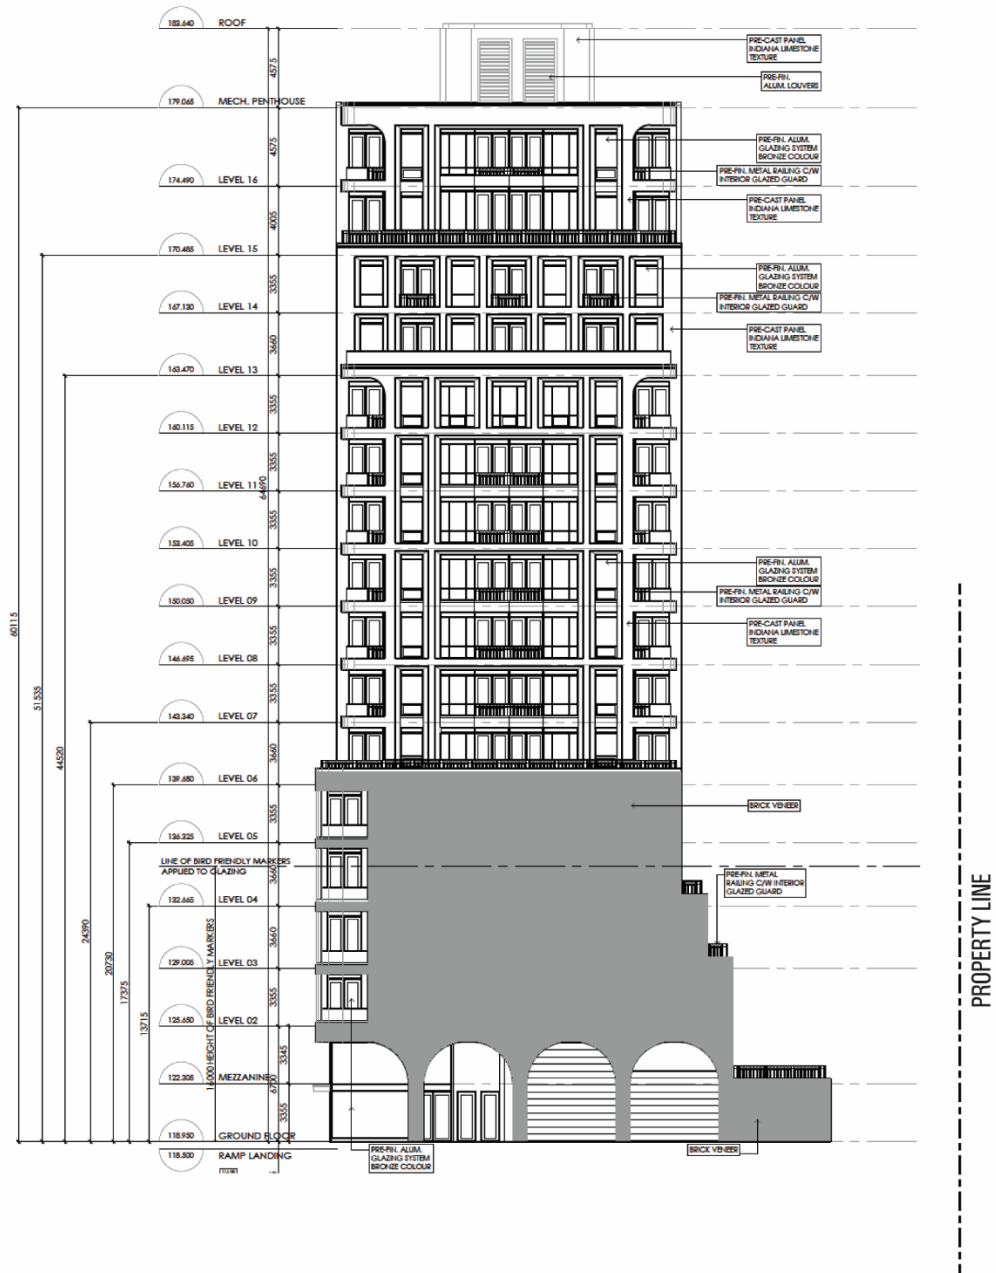 183.640 ROOF
PRE-CAST PANEL
INDIANA LIMESTONE
TEXTURE
4575
PRE-FIN.
ALUM. LOUVERS
179.065 MECH. PENTHOUSE
4575
PRE-FIN. ALUM.
GLAZING SYSTEM
BRONZE COLOUR
PRE-FIN. METAL RAILING C/W
INTERIOR GLAZED GUARD
174.490 LEVEL 16
PRE-CAST PANEL
INDIANA LIMESTONE
TEXTURE
4005
170.485 LEVEL 15
PRE-FIN. ALUM.
GLAZING SYSTEM
BRONZE COLOUR
3355
PRE-FIN. METAL RAILING C/W
INTERIOR GLAZED GUARD
167.130 LEVEL 14
PRE-CAST PANEL
INDIANA LIMESTONE
TEXTURE
3660
163.470 LEVEL 13
3355
160.115 LEVEL 12
3355
156.760 LEVEL 11
64690
3355
153.405 LEVEL 10
PRE-FIN. ALUM.
GLAZING SYSTEM
BRONZE COLOUR
3355
PRE-FIN. METAL RAILING C/W
INTERIOR GLAZED GUARD
150.050 LEVEL 09
60115
PRE-CAST PANEL
INDIANA LIMESTONE
TEXTURE
3355
146.695 LEVEL 08
51535
3355
143.340 LEVEL 07
44520
3660
139.680 LEVEL 06
BRICK VENEER
3355
136.325 LEVEL 05
LINE OF BIRD FRIENDLY MARKERS
APPLIED TO GLAZING
3660
PRE-FIN. METAL
RAILING C/W INTERIOR
GLAZED GUARD
132.665 LEVEL 04
24390
3660
20730
129.005 LEVEL 03
17375
3355
13715
125.650 LEVEL 02
16000 HEIGHT OF BIRD FRIENDLY MARKERS
3345
122.305 MEZZANINE
6700
3355
118.950 GROUND FLOOR
118.500 RAMP LANDING
PRE-FIN. ALUM.
GLAZING SYSTEM
BRONZE COLOUR
BRICK VENEER
PROPERTY LINE